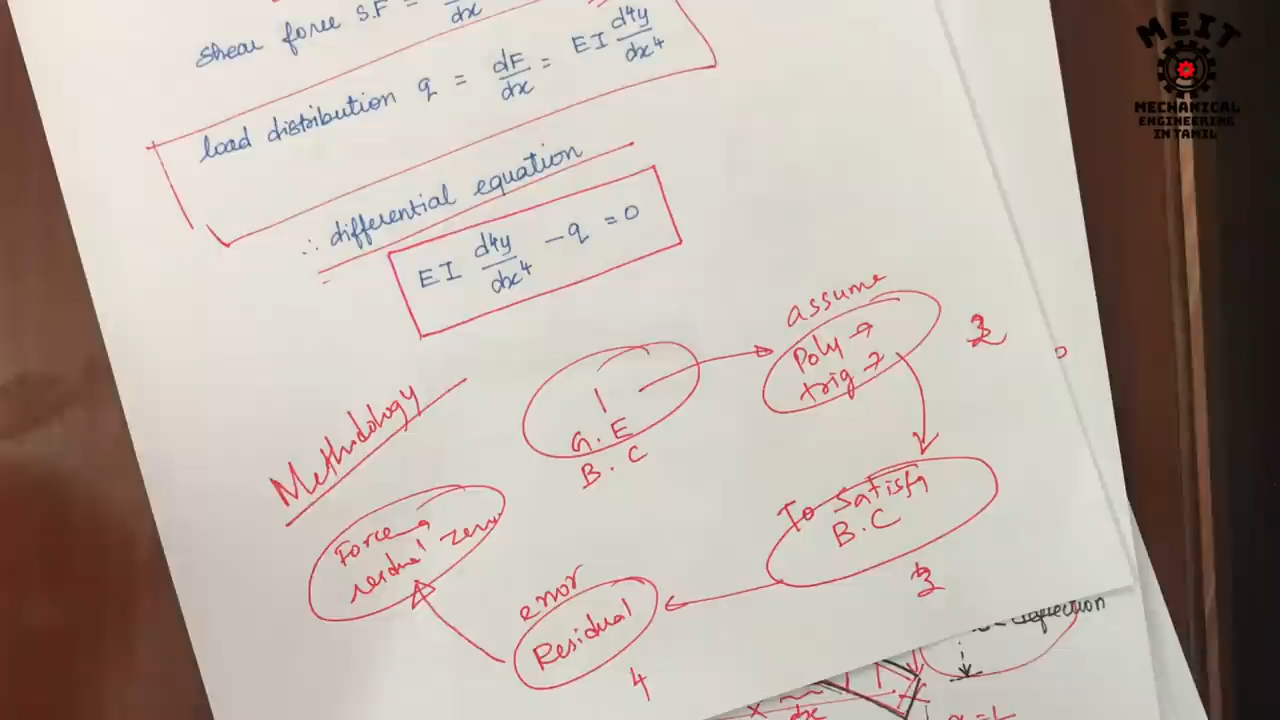 shear force S.F =
dx
load distribution q = dF/dx = EI d⁴y/dx⁴
∴ differential equation
EI d⁴y/dx⁴ - q = 0
Methodology
1
G.E
B.C
assume
Poly →
trig →
2
To satisfy
B.C
3
error
Residual
4
Force
residual zero
deflection
dx
x = L
MEIT
MECHANICAL
ENGINEERING
IN TAMIL